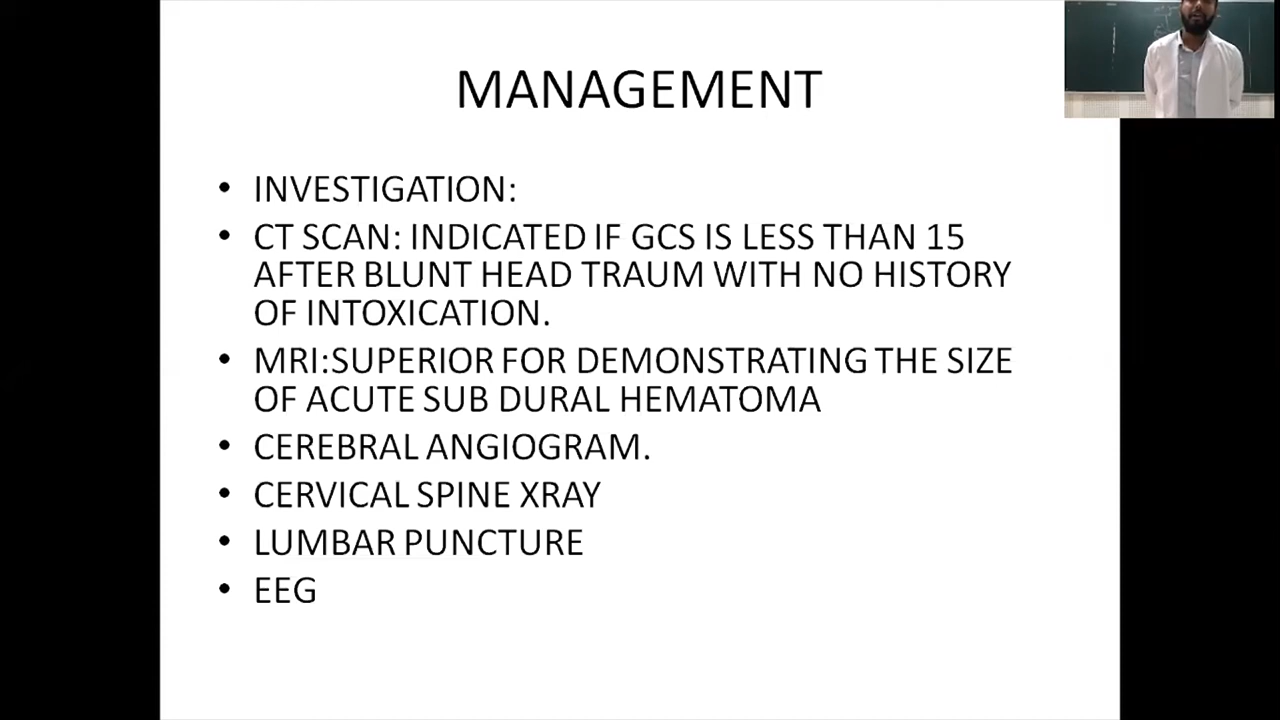 MANAGEMENT
• INVESTIGATION:
• CT SCAN: INDICATED IF GCS IS LESS THAN 15
AFTER BLUNT HEAD TRAUM WITH NO HISTORY
OF INTOXICATION.
• MRI:SUPERIOR FOR DEMONSTRATING THE SIZE
OF ACUTE SUB DURAL HEMATOMA
• CEREBRAL ANGIOGRAM.
• CERVICAL SPINE XRAY
• LUMBAR PUNCTURE
• EEG